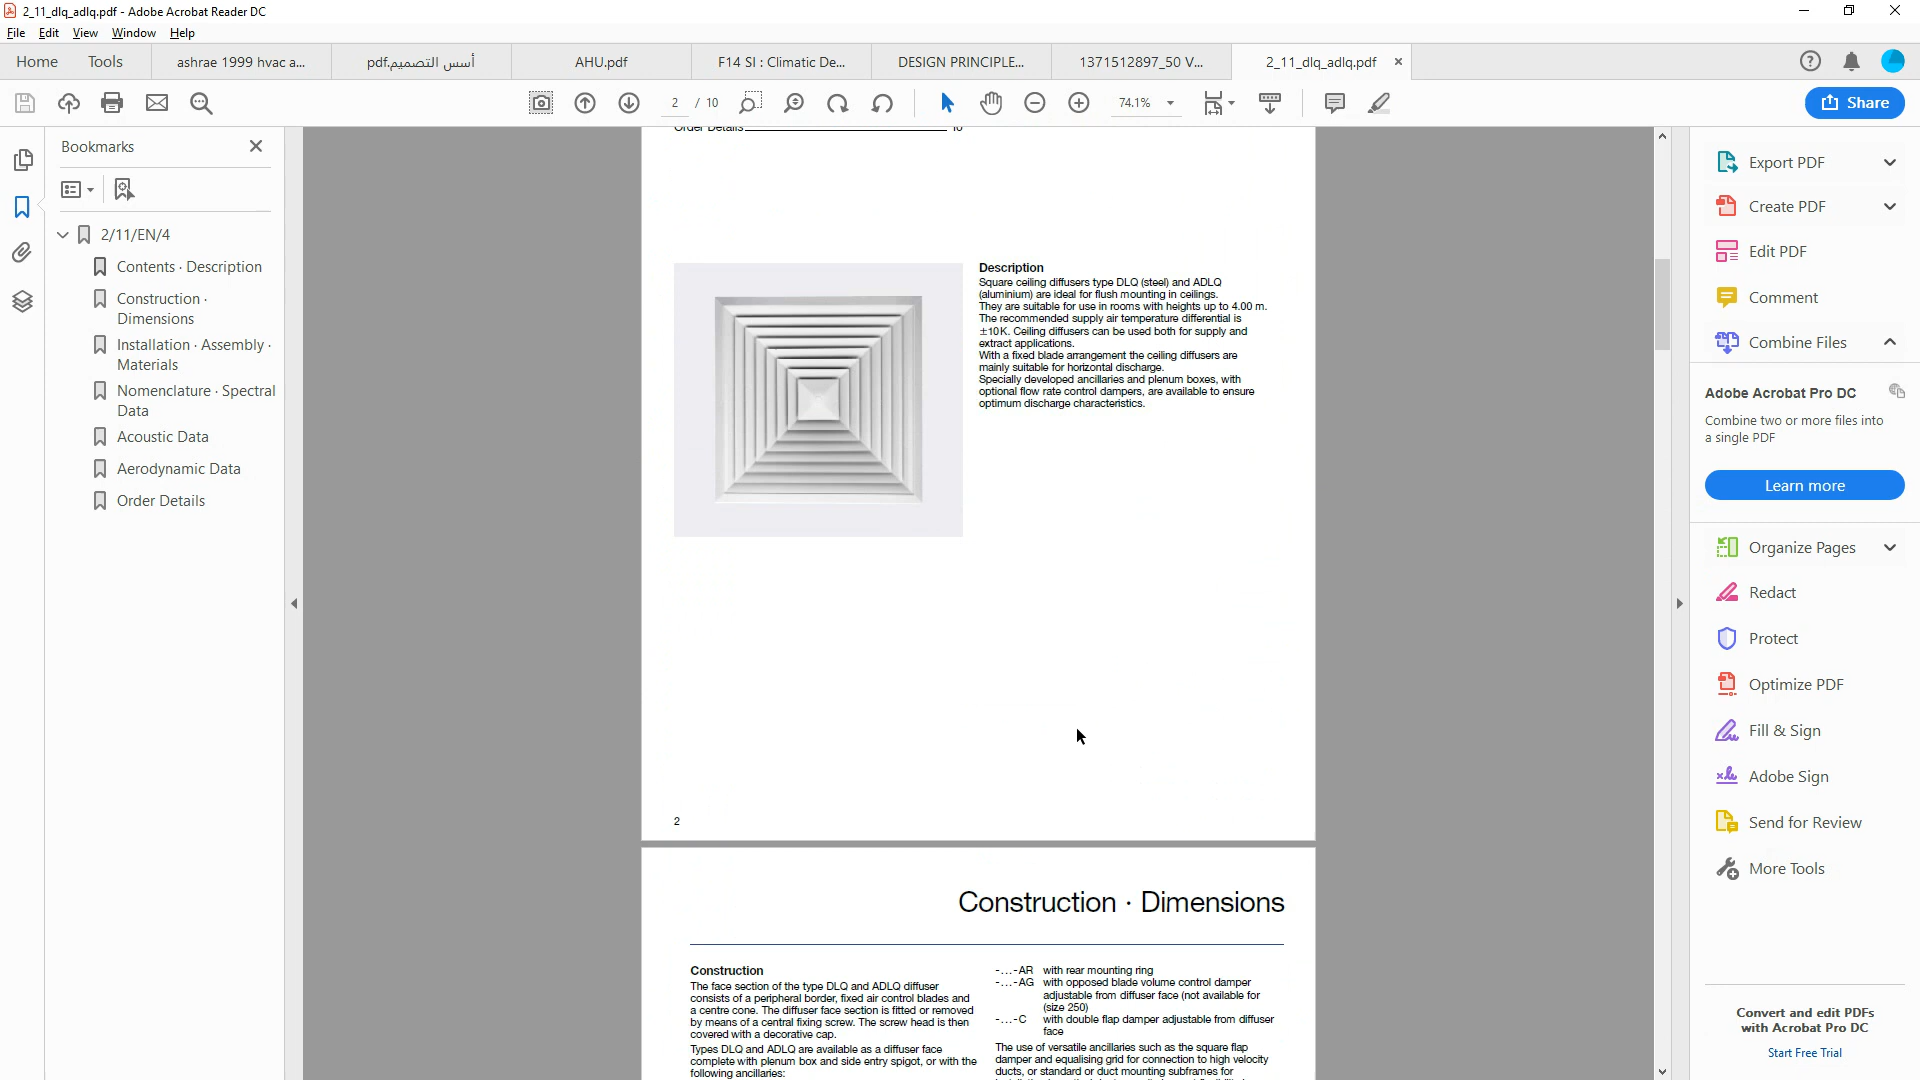 2_11_dlq_adlq.pdf - Adobe Acrobat Reader DC
File Edit View Window Help
Home Tools ashrae 1999 hvac a... أسس التصميم.pdf AHU.pdf F14 SI : Climatic De... DESIGN PRINCIPLE... 1371512897_50 V... 2_11_dlq_adlq.pdf
2 / 10 74.1% Share
Bookmarks
2/11/EN/4
Contents · Description
Construction ·
Dimensions
Installation · Assembly ·
Materials
Nomenclature · Spectral
Data
Acoustic Data
Aerodynamic Data
Order Details
Order Details 10
Description
Square ceiling diffusers type DLQ (steel) and ADLQ
(aluminium) are ideal for flush mounting in ceilings.
They are suitable for use in rooms with heights up to 4.00 m.
The recommended supply air temperature differential is
±10K. Ceiling diffusers can be used both for supply and
extract applications.
With a fixed blade arrangement the ceiling diffusers are
mainly suitable for horizontal discharge.
Specially developed ancillaries and plenum boxes, with
optional flow rate control dampers, are available to ensure
optimum discharge characteristics.
2
Construction · Dimensions
Construction
The face section of the type DLQ and ADLQ diffuser
consists of a peripheral border, fixed air control blades and
a centre cone. The diffuser face section is fitted or removed
by means of a central fixing screw. The screw head is then
covered with a decorative cap.
Types DLQ and ADLQ are available as a diffuser face
complete with plenum box and side entry spigot, or with the
following ancillaries:
-...-AR with rear mounting ring
-...-AG with opposed blade volume control damper
adjustable from diffuser face (not available for
(size 250)
-...-C with double flap damper adjustable from diffuser
face
The use of versatile ancillaries such as the square flap
damper and equalising grid for connection to high velocity
ducts, or standard or duct mounting subframes for
Export PDF
Create PDF
Edit PDF
Comment
Combine Files
Adobe Acrobat Pro DC
Combine two or more files into
a single PDF
Learn more
Organize Pages
Redact
Protect
Optimize PDF
Fill & Sign
Adobe Sign
Send for Review
More Tools
Convert and edit PDFs
with Acrobat Pro DC
Start Free Trial